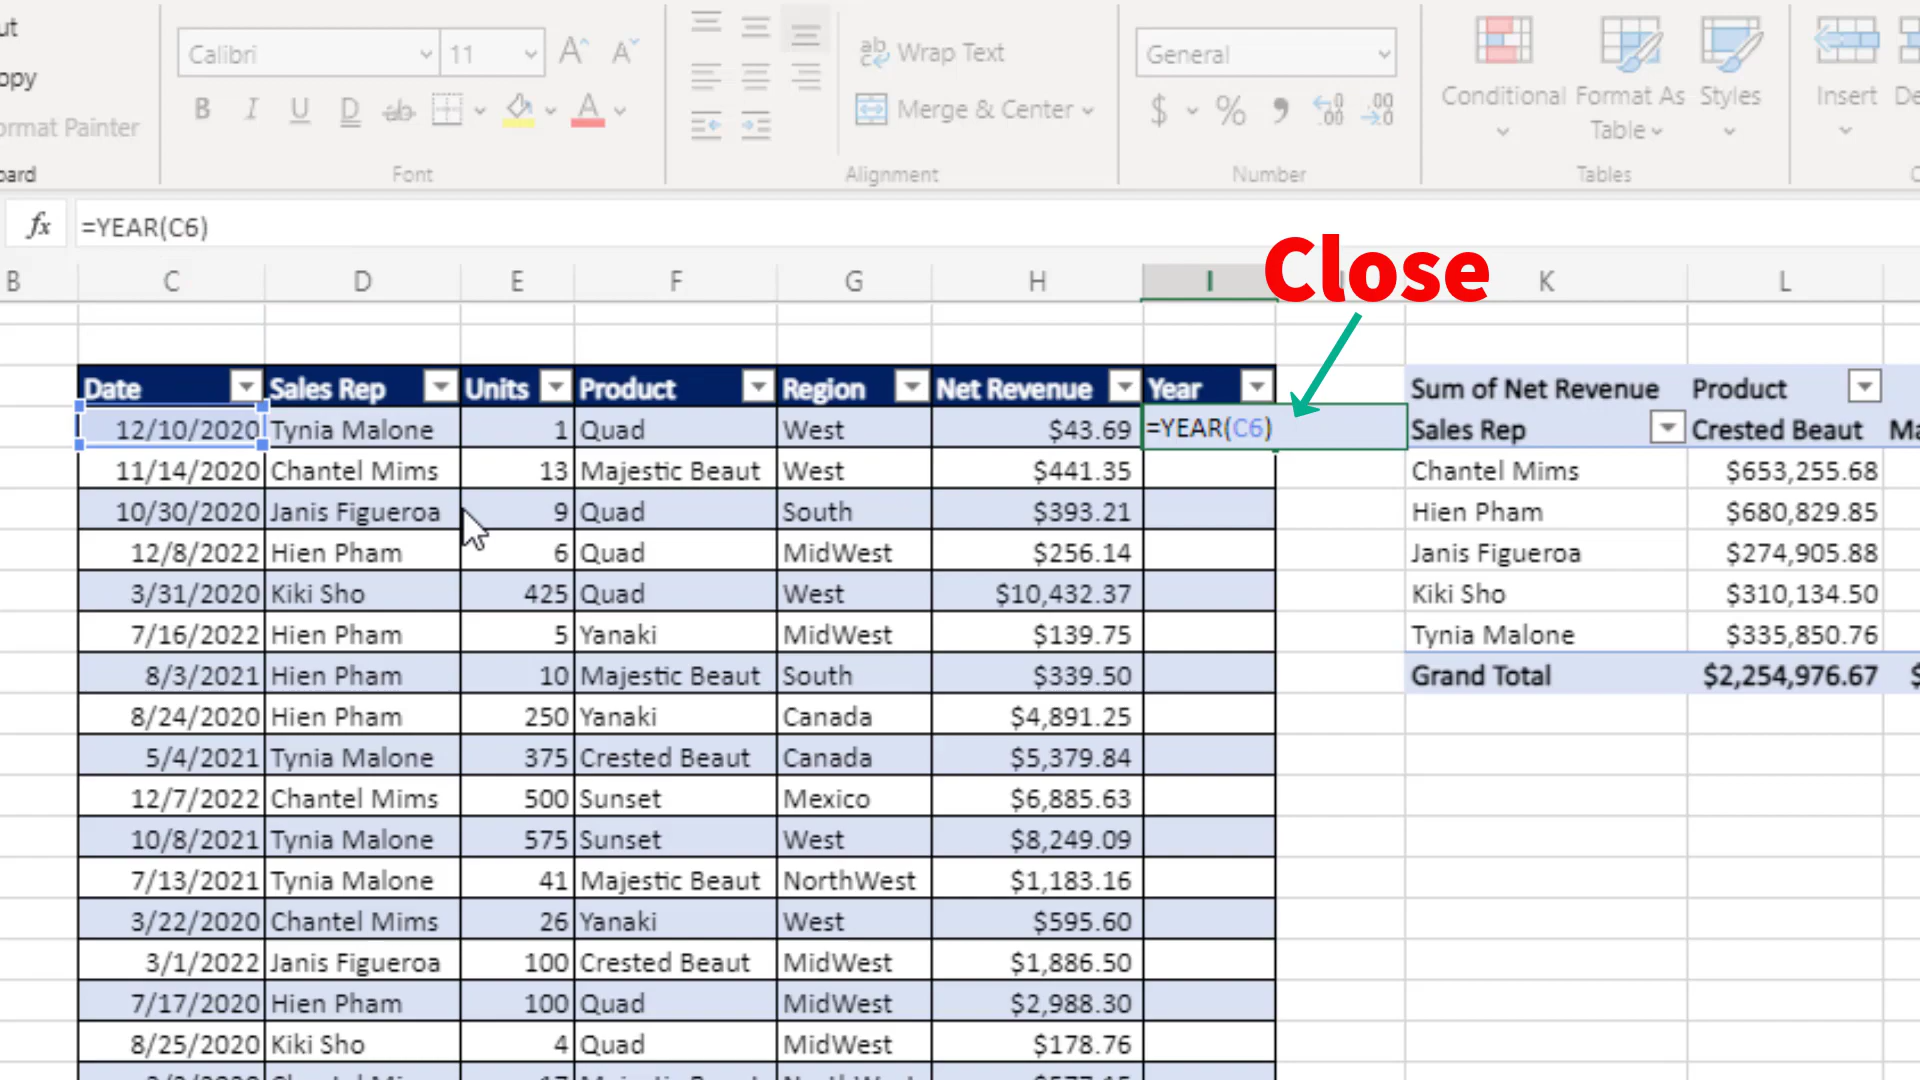 ut
Calibri 11 A A
ab Wrap Text
General
opy
B I U D ab A
Merge & Center
$ % 9 .00
Conditional Format As Styles Insert
ormat Painter
Table
oard Font Alignment Number Tables
fx =YEAR(C6)
Close
B C D E F G H I K L
Date Sales Rep Units Product Region Net Revenue Year Sum of Net Revenue Product
12/10/2020 Tynia Malone 1 Quad West $43.69 =YEAR(C6) Sales Rep Crested Beaut
11/14/2020 Chantel Mims 13 Majestic Beaut West $441.35 Chantel Mims $653,255.68
10/30/2020 Janis Figueroa 9 Quad South $393.21 Hien Pham $680,829.85
12/8/2022 Hien Pham 6 Quad MidWest $256.14 Janis Figueroa $274,905.88
3/31/2020 Kiki Sho 425 Quad West $10,432.37 Kiki Sho $310,134.50
7/16/2022 Hien Pham 5 Yanaki MidWest $139.75 Tynia Malone $335,850.76
8/3/2021 Hien Pham 10 Majestic Beaut South $339.50 Grand Total $2,254,976.67
8/24/2020 Hien Pham 250 Yanaki Canada $4,891.25
5/4/2021 Tynia Malone 375 Crested Beaut Canada $5,379.84
12/7/2022 Chantel Mims 500 Sunset Mexico $6,885.63
10/8/2021 Tynia Malone 575 Sunset West $8,249.09
7/13/2021 Tynia Malone 41 Majestic Beaut NorthWest $1,183.16
3/22/2020 Chantel Mims 26 Yanaki West $595.60
3/1/2022 Janis Figueroa 100 Crested Beaut MidWest $1,886.50
7/17/2020 Hien Pham 100 Quad MidWest $2,988.30
8/25/2020 Kiki Sho 4 Quad MidWest $178.76